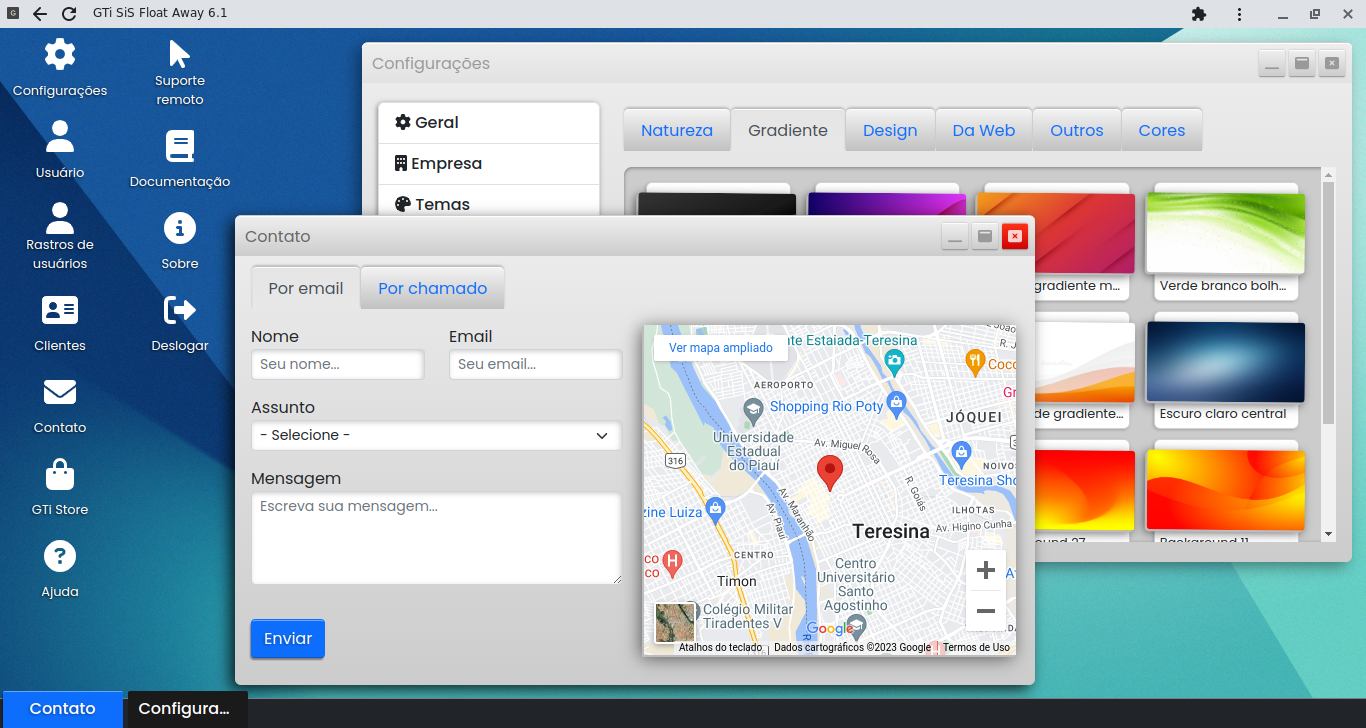 GTi SiS Float Away 6.1
Configurações
Suporte
remoto
Usuário
Documentação
Rastros de
usuários
Sobre
Clientes
Deslogar
Contato
GTi Store
Ajuda
Configurações
Geral
Empresa
Temas
Natureza
Gradiente
Design
Da Web
Outros
Cores
gradiente m...
Verde branco bolh...
de gradiente...
Escuro claro central
Background 11
Contato
Por email
Por chamado
Nome
Email
Seu nome...
Seu email...
Assunto
- Selecione -
Mensagem
Escreva sua mensagem...
Enviar
Ver mapa ampliado
nte Estaiada-Teresina
R. J
Coco
AEROPORTO
Gr
Shopping Rio Poty
JÓQUEI
Universidade
Estadual
do Piauí
Av. Miguel Rosa
316
NOIVOS
Teresina Sho
R. Goiás
zine Luiza
Av. Maranhão
Av. Piauí
ILHOTAS
Av. Higino Cunha
Teresina
CENTRO
co
co
H
Timon
Centro
Universitário
Santo
Agostinho
Colégio Militar
Tiradentes V
Google
Atalhos do teclado
Dados cartográficos ©2023 Google
Termos de Uso
Contato
Configura...